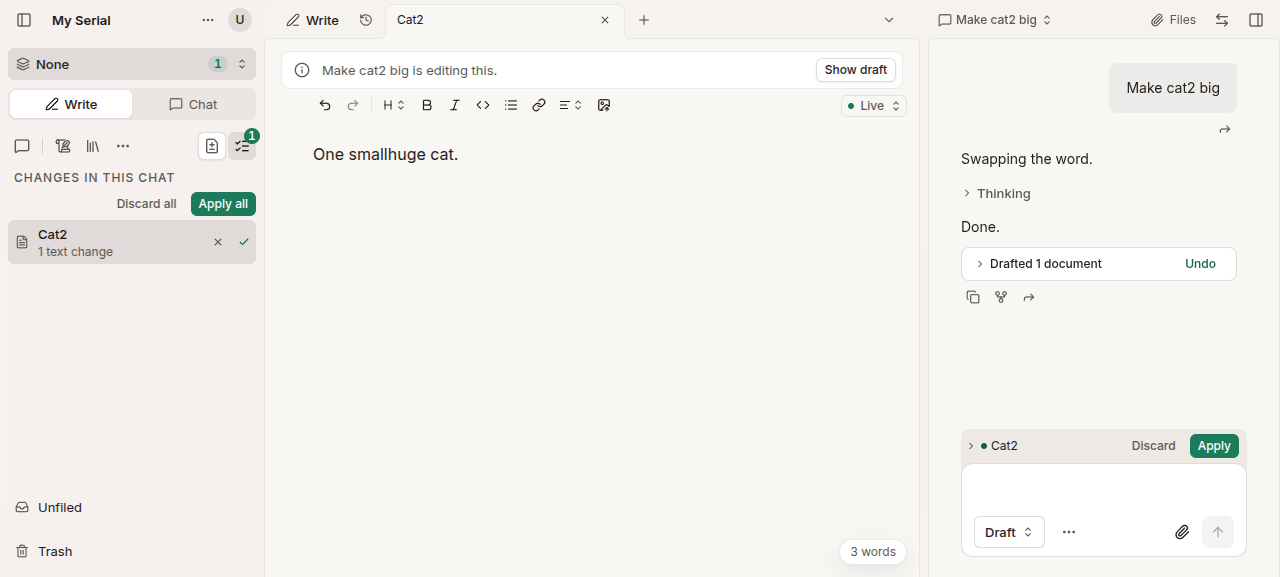 My Serial
U
Write
Cat2
Make cat2 big
Files
None
1
Write
Chat
1
CHANGES IN THIS CHAT
Discard all
Apply all
Cat2
1 text change
Unfiled
Trash
Make cat2 big is editing this.
Show draft
H
B
I
Live
One smallhuge cat.
3 words
Make cat2 big
Swapping the word.
Thinking
Done.
Drafted 1 document
Undo
Cat2
Discard
Apply
Draft